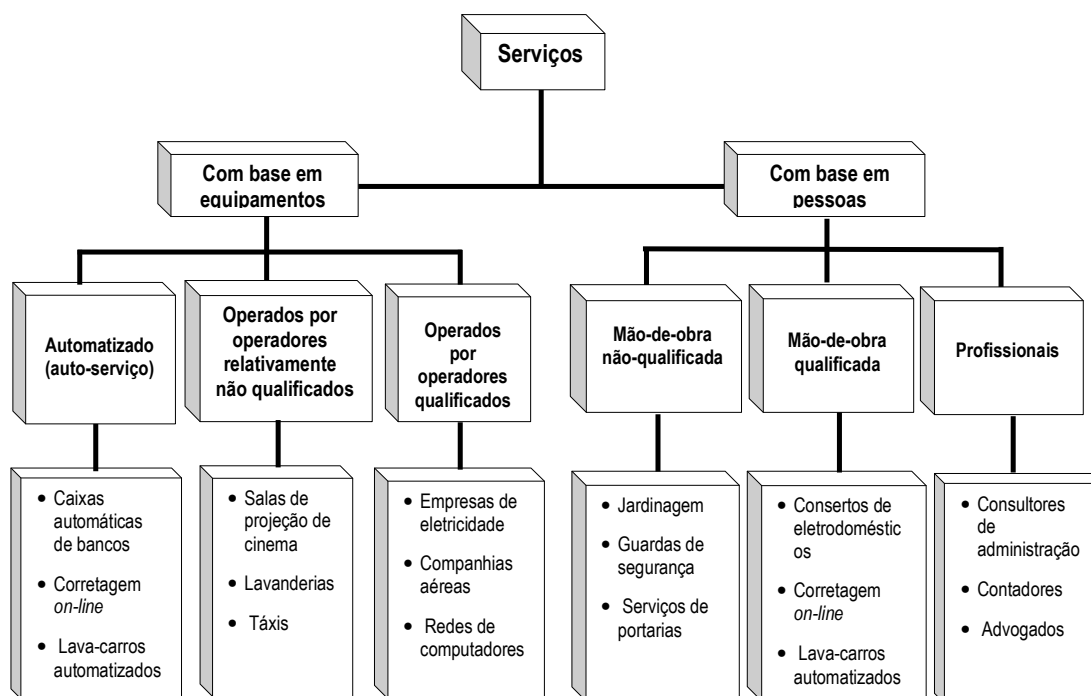 Serviços
Com base em
equipamentos
Com base em
pessoas
Automatizado
(auto-serviço)
Operados por
operadores
relativamente
não qualificados
Operados
por
operadores
qualificados
Mão-de-obra
não-qualificada
Mão-de-obra
qualificada
Profissionais
• Caixas
automáticas
de bancos
• Corretagem
on-line
• Lava-carros
automatizados
• Salas de
projeção de
cinema
• Lavanderias
• Táxis
• Empresas de
eletricidade
• Companhias
aéreas
• Redes de
computadores
• Jardinagem
• Guardas de
segurança
• Serviços de
portarias
• Consertos de
eletrodoméstic
os
• Corretagem
on-line
• Lava-carros
automatizados
• Consultores
de
administração
• Contadores
• Advogados